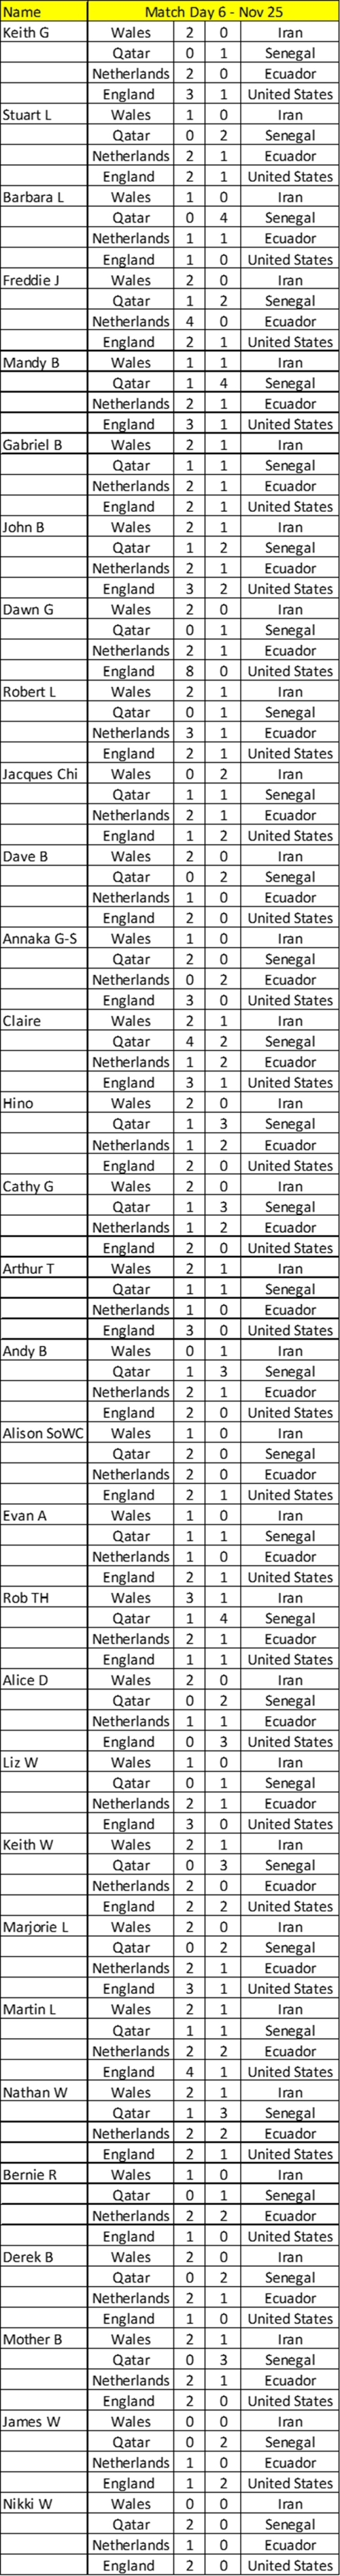 Name Match Day 6 - Nov 25
Keith G Wales 2 0 Iran
Qatar 0 1 Senegal
Netherlands 2 0 Ecuador
England 3 1 United States
Stuart L Wales 1 0 Iran
Qatar 0 2 Senegal
Netherlands 2 1 Ecuador
England 2 1 United States
Barbara L Wales 1 0 Iran
Qatar 0 4 Senegal
Netherlands 1 1 Ecuador
England 1 0 United States
Freddie J Wales 2 0 Iran
Qatar 1 2 Senegal
Netherlands 4 0 Ecuador
England 2 1 United States
Mandy B Wales 1 1 Iran
Qatar 1 4 Senegal
Netherlands 2 1 Ecuador
England 3 1 United States
Gabriel B Wales 2 1 Iran
Qatar 1 1 Senegal
Netherlands 2 1 Ecuador
England 2 1 United States
John B Wales 2 1 Iran
Qatar 1 2 Senegal
Netherlands 2 1 Ecuador
England 3 2 United States
Dawn G Wales 2 0 Iran
Qatar 0 1 Senegal
Netherlands 2 1 Ecuador
England 8 0 United States
Robert L Wales 2 1 Iran
Qatar 0 1 Senegal
Netherlands 3 1 Ecuador
England 2 1 United States
Jacques Chi Wales 0 2 Iran
Qatar 1 1 Senegal
Netherlands 2 1 Ecuador
England 1 2 United States
Dave B Wales 2 0 Iran
Qatar 0 2 Senegal
Netherlands 1 0 Ecuador
England 2 0 United States
Annaka G-S Wales 1 0 Iran
Qatar 2 0 Senegal
Netherlands 0 2 Ecuador
England 3 0 United States
Claire Wales 2 1 Iran
Qatar 4 2 Senegal
Netherlands 1 2 Ecuador
England 3 1 United States
Hino Wales 2 0 Iran
Qatar 1 3 Senegal
Netherlands 1 2 Ecuador
England 2 0 United States
Cathy G Wales 2 0 Iran
Qatar 1 3 Senegal
Netherlands 1 2 Ecuador
England 2 0 United States
Arthur T Wales 2 1 Iran
Qatar 1 1 Senegal
Netherlands 1 0 Ecuador
England 3 0 United States
Andy B Wales 0 1 Iran
Qatar 1 3 Senegal
Netherlands 2 1 Ecuador
England 2 0 United States
Alison SoWC Wales 1 0 Iran
Qatar 2 0 Senegal
Netherlands 2 0 Ecuador
England 2 1 United States
Evan A Wales 1 0 Iran
Qatar 1 1 Senegal
Netherlands 1 0 Ecuador
England 2 1 United States
Rob TH Wales 3 1 Iran
Qatar 1 4 Senegal
Netherlands 2 1 Ecuador
England 1 1 United States
Alice D Wales 2 0 Iran
Qatar 0 2 Senegal
Netherlands 1 1 Ecuador
England 0 3 United States
Liz W Wales 1 0 Iran
Qatar 0 1 Senegal
Netherlands 2 1 Ecuador
England 3 0 United States
Keith W Wales 2 1 Iran
Qatar 0 3 Senegal
Netherlands 2 0 Ecuador
England 2 2 United States
Marjorie L Wales 2 0 Iran
Qatar 0 2 Senegal
Netherlands 2 1 Ecuador
England 3 1 United States
Martin L Wales 2 1 Iran
Qatar 1 1 Senegal
Netherlands 2 2 Ecuador
England 4 1 United States
Nathan W Wales 2 1 Iran
Qatar 1 3 Senegal
Netherlands 2 2 Ecuador
England 2 1 United States
Bernie R Wales 1 0 Iran
Qatar 0 1 Senegal
Netherlands 2 2 Ecuador
England 1 0 United States
Derek B Wales 2 0 Iran
Qatar 0 2 Senegal
Netherlands 2 1 Ecuador
England 1 0 United States
Mother B Wales 2 1 Iran
Qatar 0 3 Senegal
Netherlands 2 1 Ecuador
England 2 0 United States
James W Wales 0 0 Iran
Qatar 0 2 Senegal
Netherlands 1 0 Ecuador
England 1 2 United States
Nikki W Wales 0 0 Iran
Qatar 2 0 Senegal
Netherlands 1 0 Ecuador
England 2 0 United States